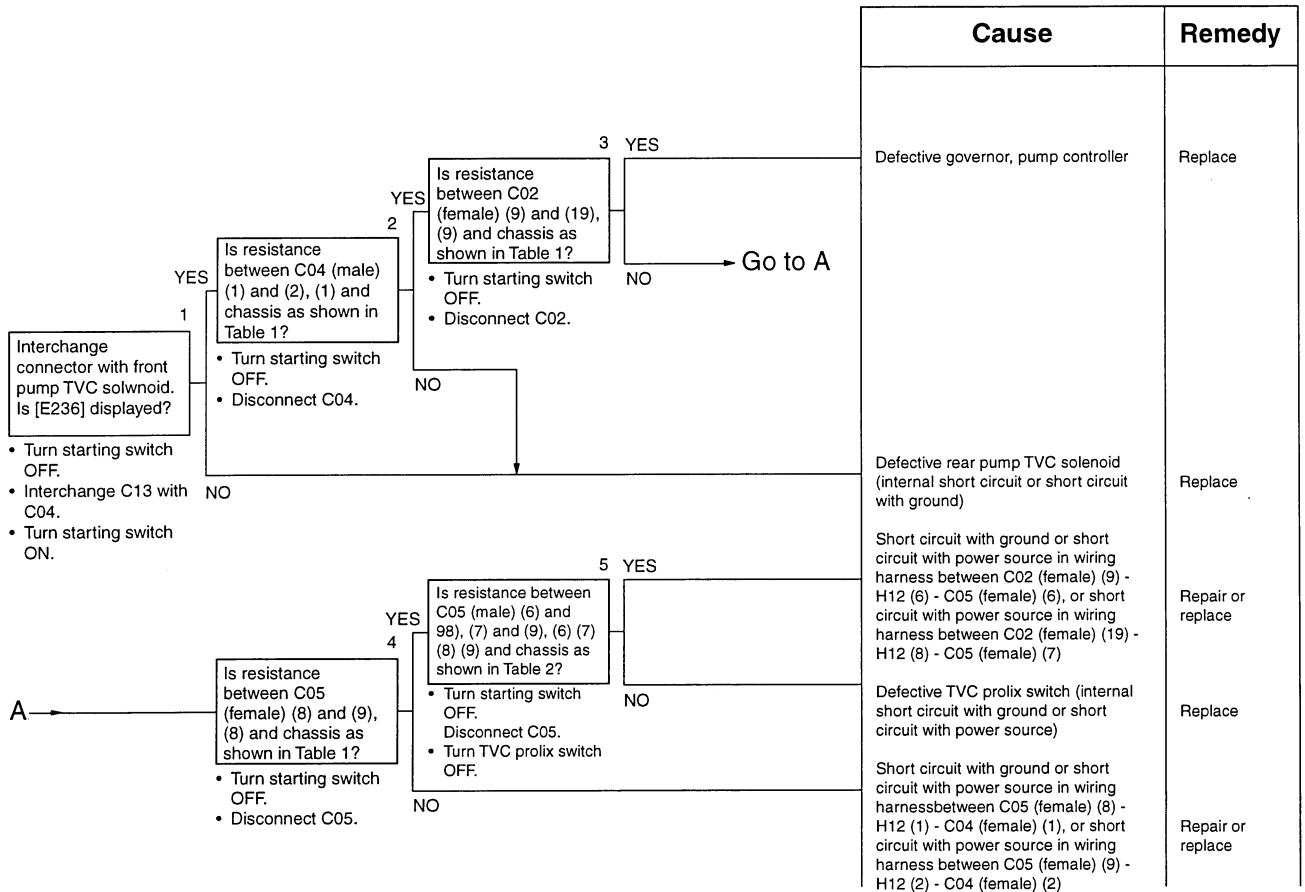 Cause
Remedy
1
Interchange
connector with front
pump TVC solwnoid.
Is [E236] displayed?
• Turn starting switch
OFF.
• Interchange C13 with
C04.
• Turn starting switch
ON.
YES
NO
2
Is resistance
between C04 (male)
(1) and (2), (1) and
chassis as shown in
Table 1?
• Turn starting switch
OFF.
• Disconnect C04.
YES
NO
3
Is resistance
between C02
(female) (9) and (19),
(9) and chassis as
shown in Table 1?
• Turn starting switch
OFF.
• Disconnect C02.
YES
NO
Go to A
Defective governor, pump controller
Replace
Defective rear pump TVC solenoid
(internal short circuit or short circuit
with ground)
Replace
A
4
Is resistance
between C05
(female) (8) and (9),
(8) and chassis as
shown in Table 1?
• Turn starting switch
OFF.
• Disconnect C05.
YES
NO
5
Is resistance between
C05 (male) (6) and
98), (7) and (9), (6) (7)
(8) (9) and chassis as
shown in Table 2?
• Turn starting switch
OFF.
Disconnect C05.
• Turn TVC prolix switch
OFF.
YES
NO
Short circuit with ground or short
circuit with power source in wiring
harness between C02 (female) (9) -
H12 (6) - C05 (female) (6), or short
circuit with power source in wiring
harness between C02 (female) (19) -
H12 (8) - C05 (female) (7)
Repair or
replace
Defective TVC prolix switch (internal
short circuit with ground or short
circuit with power source)
Replace
Short circuit with ground or short
circuit with power source in wiring
harnessbetween C05 (female) (8) -
H12 (1) - C04 (female) (1), or short
circuit with power source in wiring
harness between C05 (female) (9) -
H12 (2) - C04 (female) (2)
Repair or
replace